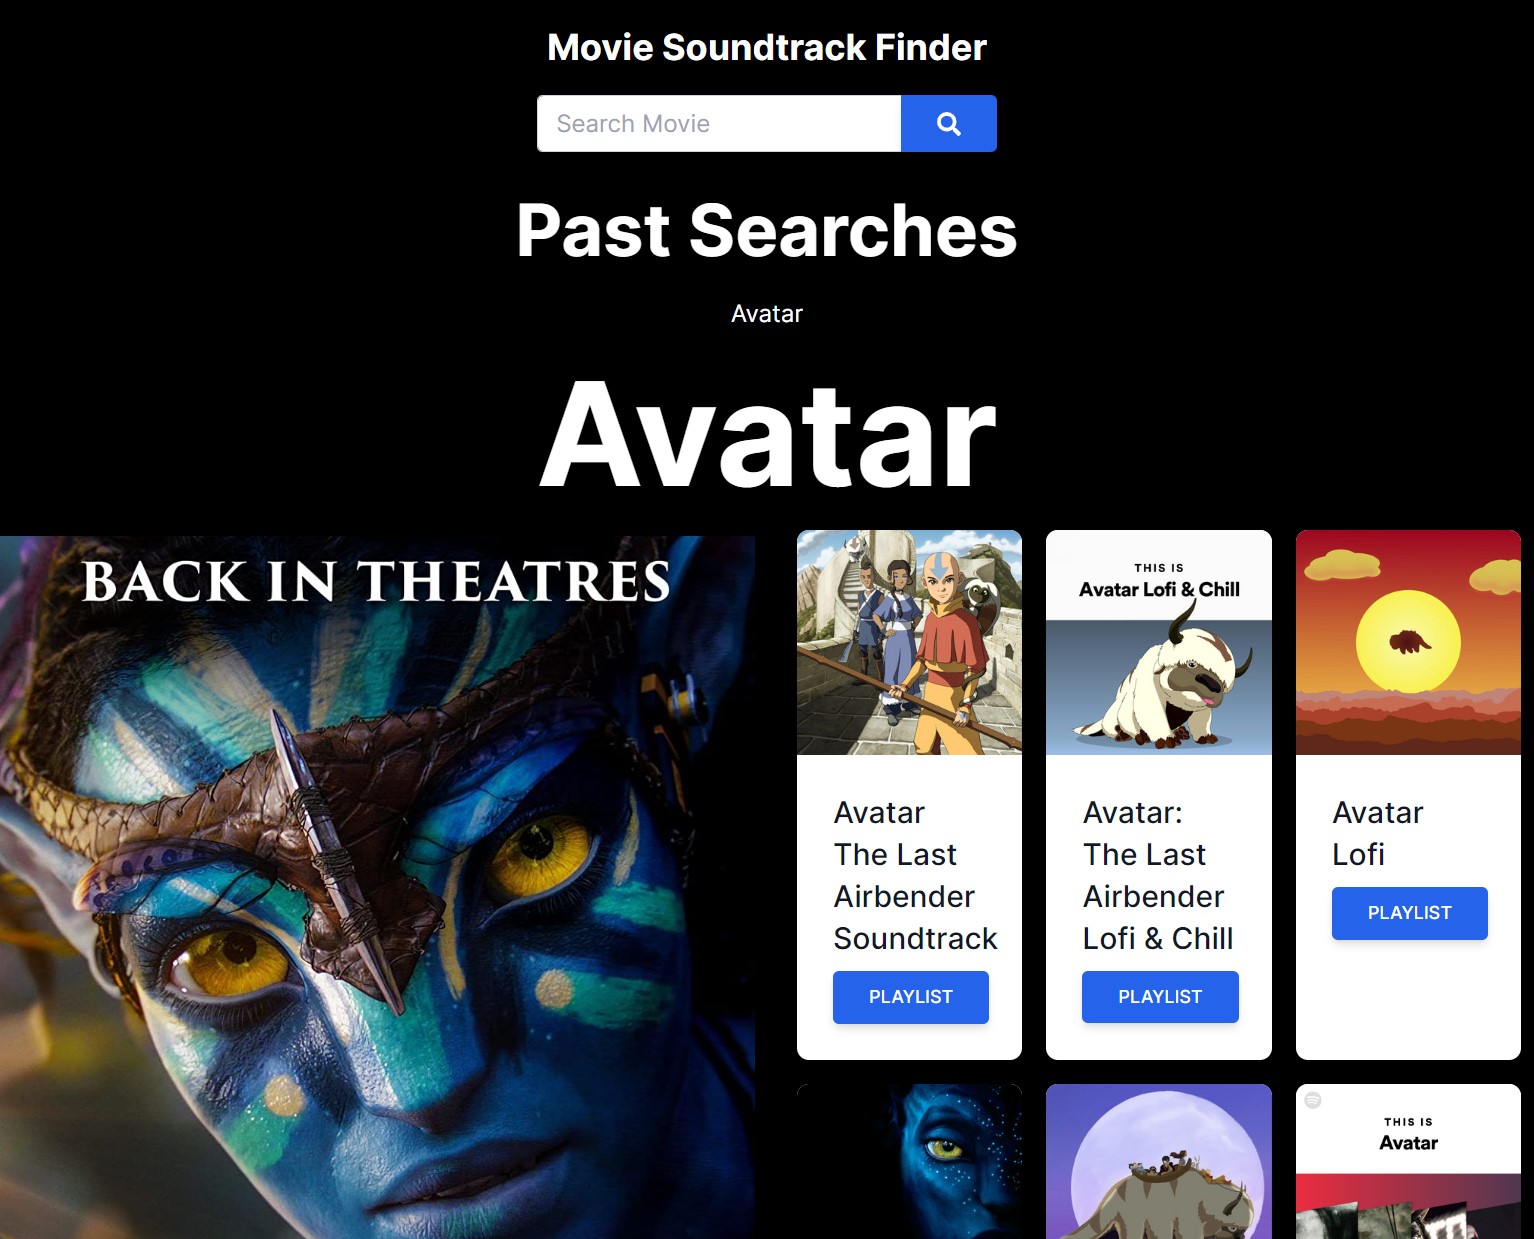 Movie Soundtrack Finder
Search Movie
Past Searches
Avatar
Avatar
BACK IN THEATRES
THIS IS
Avatar Lofi & Chill
Avatar
The Last
Airbender
Soundtrack
PLAYLIST
Avatar:
The Last
Airbender
Lofi & Chill
PLAYLIST
Avatar
Lofi
PLAYLIST
THIS IS
Avatar